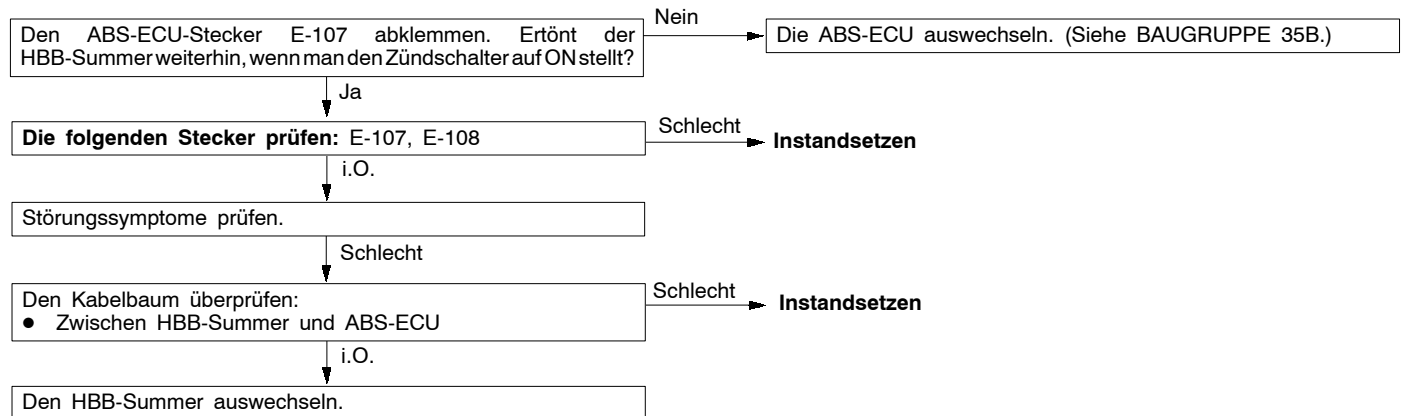 Den ABS-ECU-Stecker E-107 abklemmen. Ertönt der
HBB-Summer weiterhin, wenn man den Zündschalter auf ON stellt?
Nein
Die ABS-ECU auswechseln. (Siehe BAUGRUPPE 35B.)
Ja
Die folgenden Stecker prüfen: E-107, E-108
Schlecht
Instandsetzen
i.O.
Störungssymptome prüfen.
Schlecht
Den Kabelbaum überprüfen:
● Zwischen HBB-Summer und ABS-ECU
Schlecht
Instandsetzen
i.O.
Den HBB-Summer auswechseln.